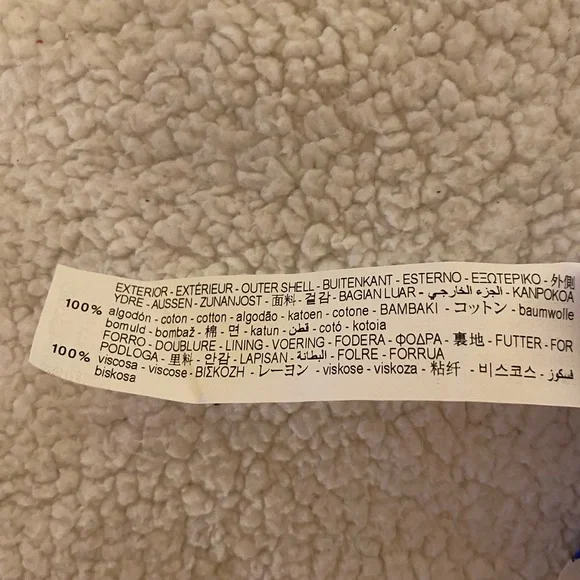 EXTERIOR - EXTÉRIEUR - OUTER SHELL - BUITENKANT - ESTERNO - ΕΞΩΤΕΡΙΚΟ - 外側
YDRE - AUSSEN - ZUNANJOST - 面料 - 겉감 - BAGIAN LUAR - الجزء الخارجي - KANPOKOA
100% algodón - coton - cotton - algodão - katoen - cotone - BAMBAKI - コットン - baumwolle
bomuld - bombaž - 棉 - 면 - katun - قطن - cotó - kotoia
FORRO - DOUBLURE - LINING - VOERING - FODERA - ΦΟΔΡΑ - 裏地 - FUTTER - FOR
PODLOGA - 里料 - 안감 - LAPISAN - البطانة - FOLRE - FORRUA
100% viscosa - viscose - ΒΙΣΚΟΖΗ - レーヨン - viskose - viskoza - 粘纤 - 비스코스 - فسكوز
biskosa